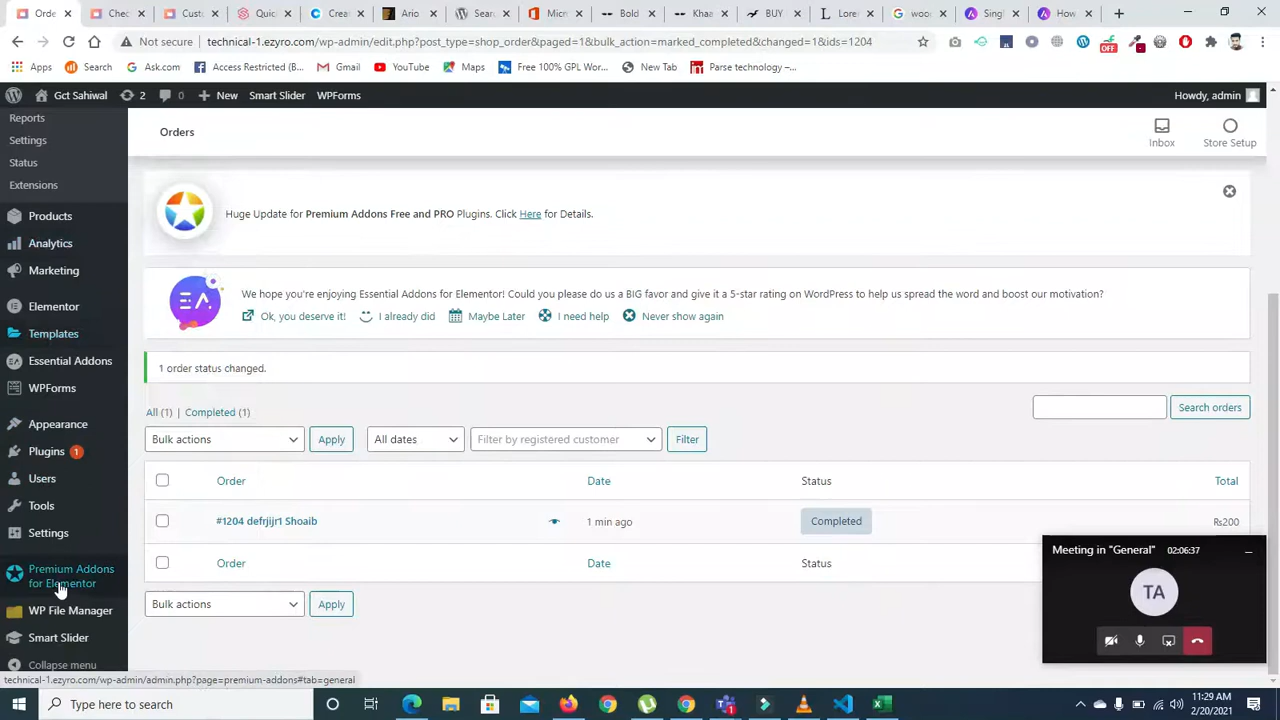 Orde
Chec
Custo
Quic
Creat
Ario
Sear
Micr
Bold
Khaa
BUY
Lore
woo
Singl
How
Not secure
technical-1.ezyro.com/wp-admin/edit.php?post_type=shop_order&paged=1&bulk_action=marked_completed&changed=1&ids=1204
OFF
Apps
Search
Ask.com
Access Restricted (B...
Gmail
YouTube
Maps
Free 100% GPL Wor...
New Tab
Parse technology –...
Gct Sahiwal
2
0
New
Smart Slider
WPForms
Howdy, admin
Reports
Settings
Status
Extensions
Products
Analytics
Marketing
Elementor
Templates
Essential Addons
WPForms
Appearance
Plugins 1
Users
Tools
Settings
Premium Addons
for Elementor
WP File Manager
Smart Slider
Collapse menu
Orders
Inbox
Store Setup
Huge Update for Premium Addons Free and PRO Plugins. Click Here for Details.
We hope you're enjoying Essential Addons for Elementor! Could you please do us a BIG favor and give it a 5-star rating on WordPress to help us spread the word and boost our motivation?
Ok, you deserve it!
I already did
Maybe Later
I need help
Never show again
1 order status changed.
All (1) | Completed (1)
Search orders
Bulk actions
Apply
All dates
Filter by registered customer
Filter
Order
Date
Status
Total
#1204 defrjijr1 Shoaib
1 min ago
Completed
₨200
Order
Date
Status
Bulk actions
Apply
Meeting in "General"
02:06:37
TA
technical-1.ezyro.com/wp-admin/admin.php?page=premium-addons#tab=general
Type here to search
11:29 AM
2/20/2021